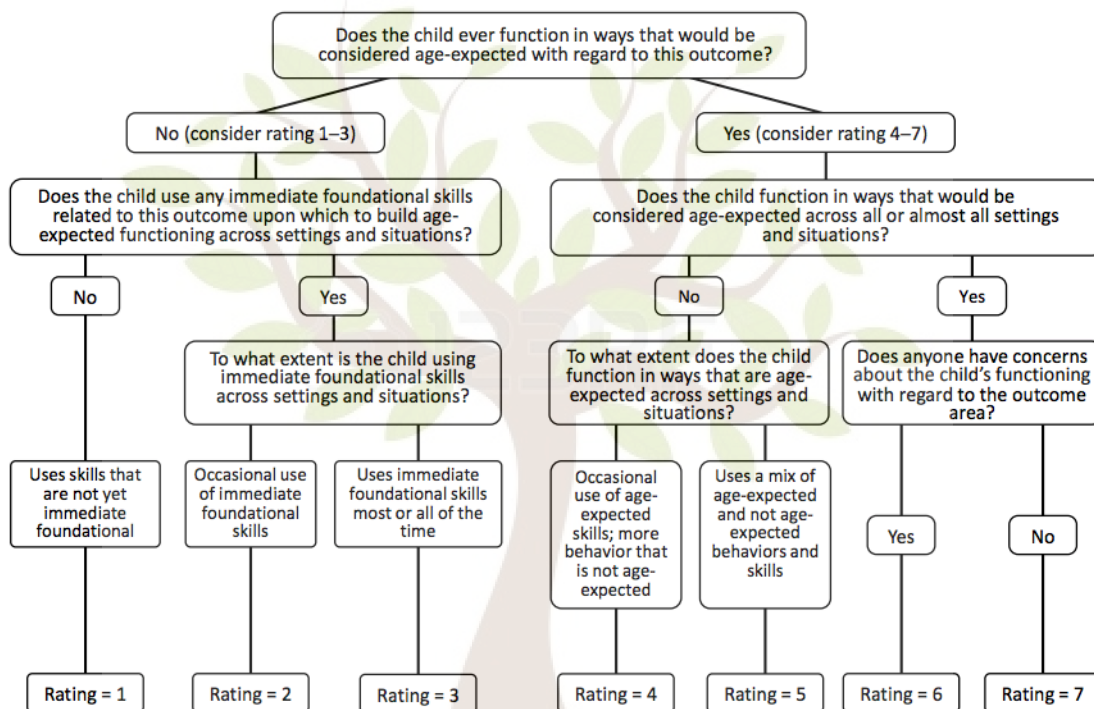 Does the child ever function in ways that would be
considered age-expected with regard to this outcome?
No (consider rating 1–3)
Yes (consider rating 4–7)
Does the child use any immediate foundational skills
related to this outcome upon which to build age-
expected functioning across settings and situations?
Does the child function in ways that would be
considered age-expected across all or almost all settings
and situations?
No
Yes
No
Yes
To what extent is the child using
immediate foundational skills
across settings and situations?
To what extent does the child
function in ways that are age-
expected across settings and
situations?
Does anyone have concerns
about the child’s functioning
with regard to the outcome
area?
Uses skills that
are not yet
immediate
foundational
Occasional use
of immediate
foundational
skills
Uses immediate
foundational skills
most or all of the
time
Occasional
use of age-
expected
skills; more
behavior that
is not age-
expected
Uses a mix of
age-expected
and not age-
expected
behaviors and
skills
Yes
No
Rating = 1
Rating = 2
Rating = 3
Rating = 4
Rating = 5
Rating = 6
Rating = 7